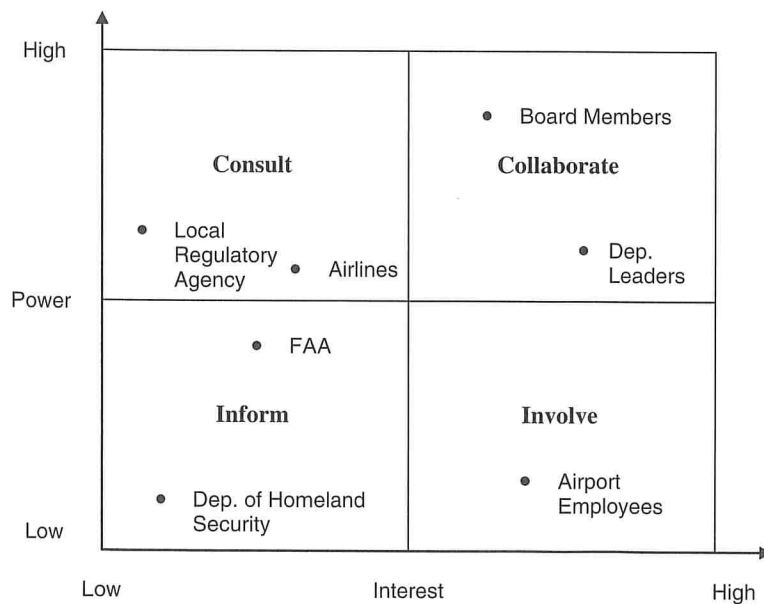 High
Board Members
Consult
Collaborate
Local
Regulatory
Agency
Airlines
Dep.
Leaders
Power
FAA
Inform
Involve
Dep. of Homeland
Security
Airport
Employees
Low
Low
Interest
High